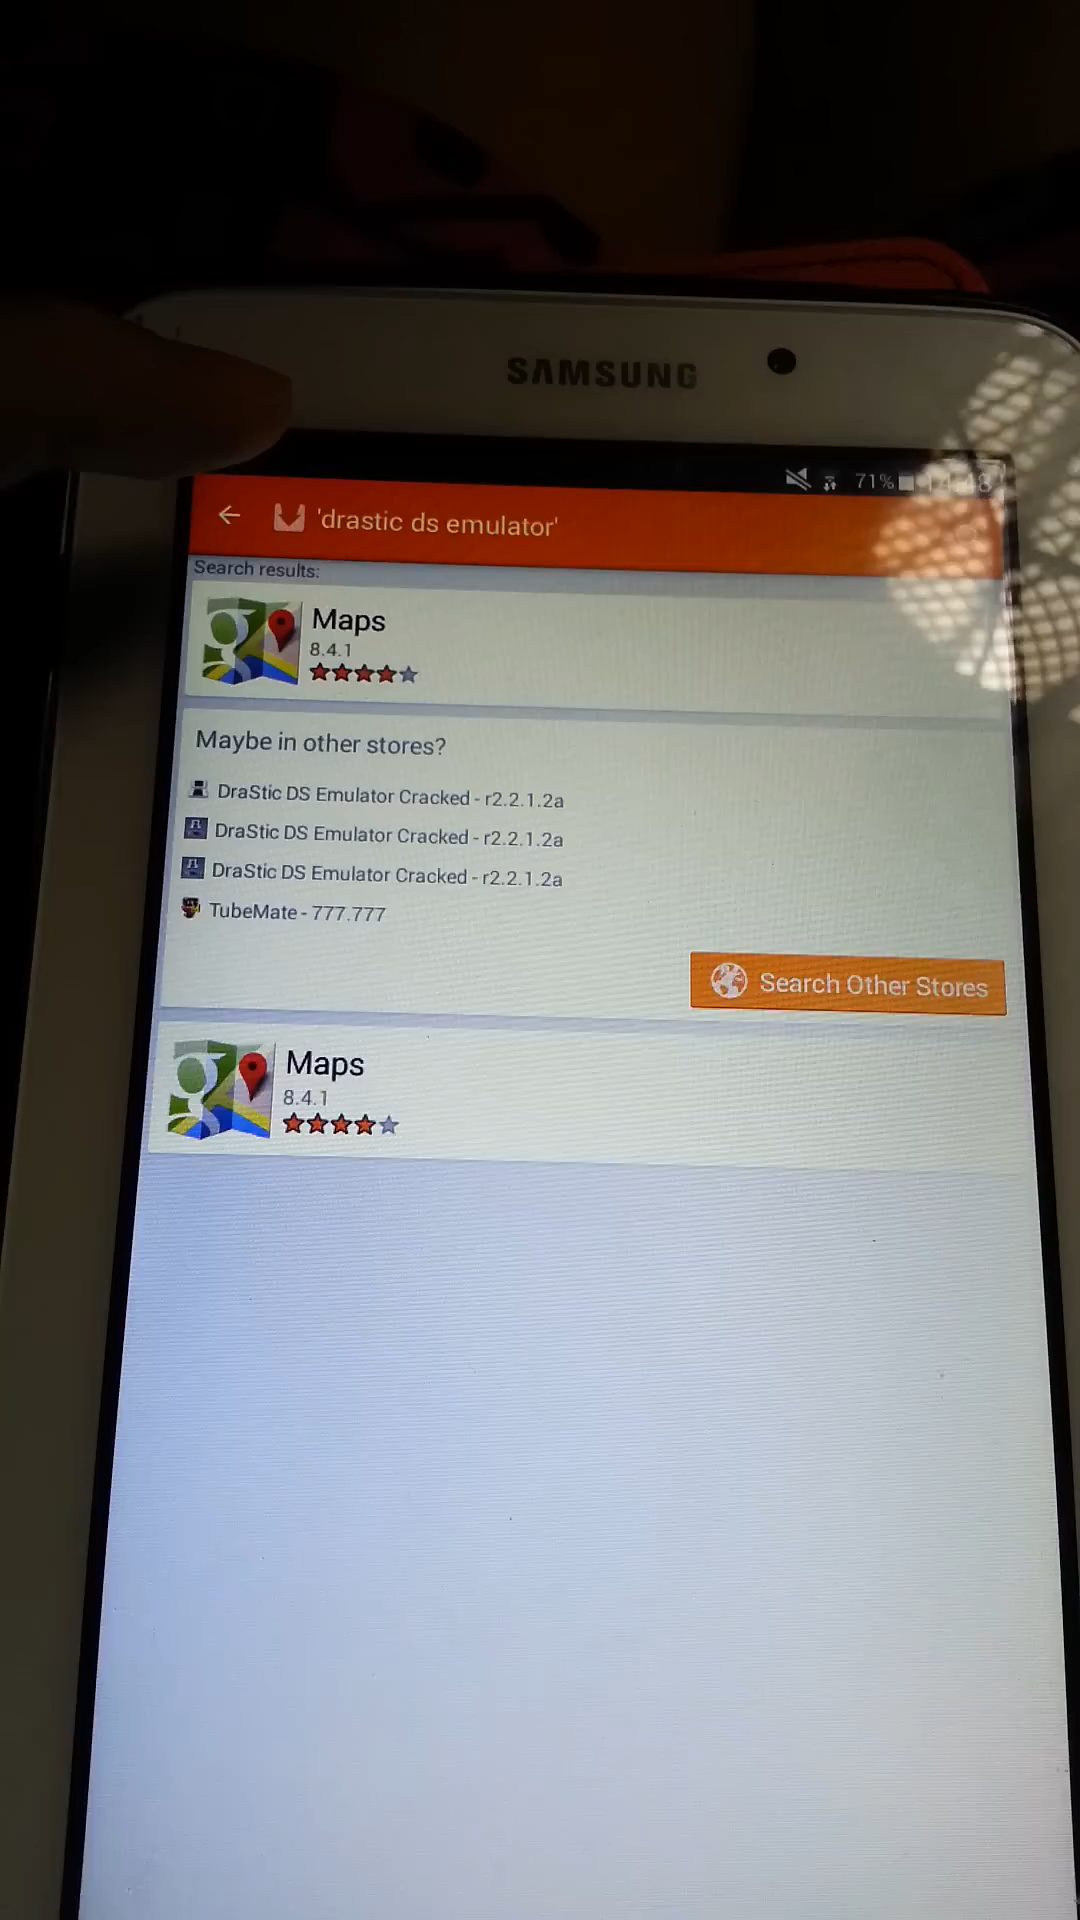 SAMSUNG
71% 14:48
'drastic ds emulator'
Search results:
Maps
8.4.1
Maybe in other stores?
DraStic DS Emulator Cracked - r2.2.1.2a
DraStic DS Emulator Cracked - r2.2.1.2a
DraStic DS Emulator Cracked - r2.2.1.2a
TubeMate - 777.777
Search Other Stores
Maps
8.4.1